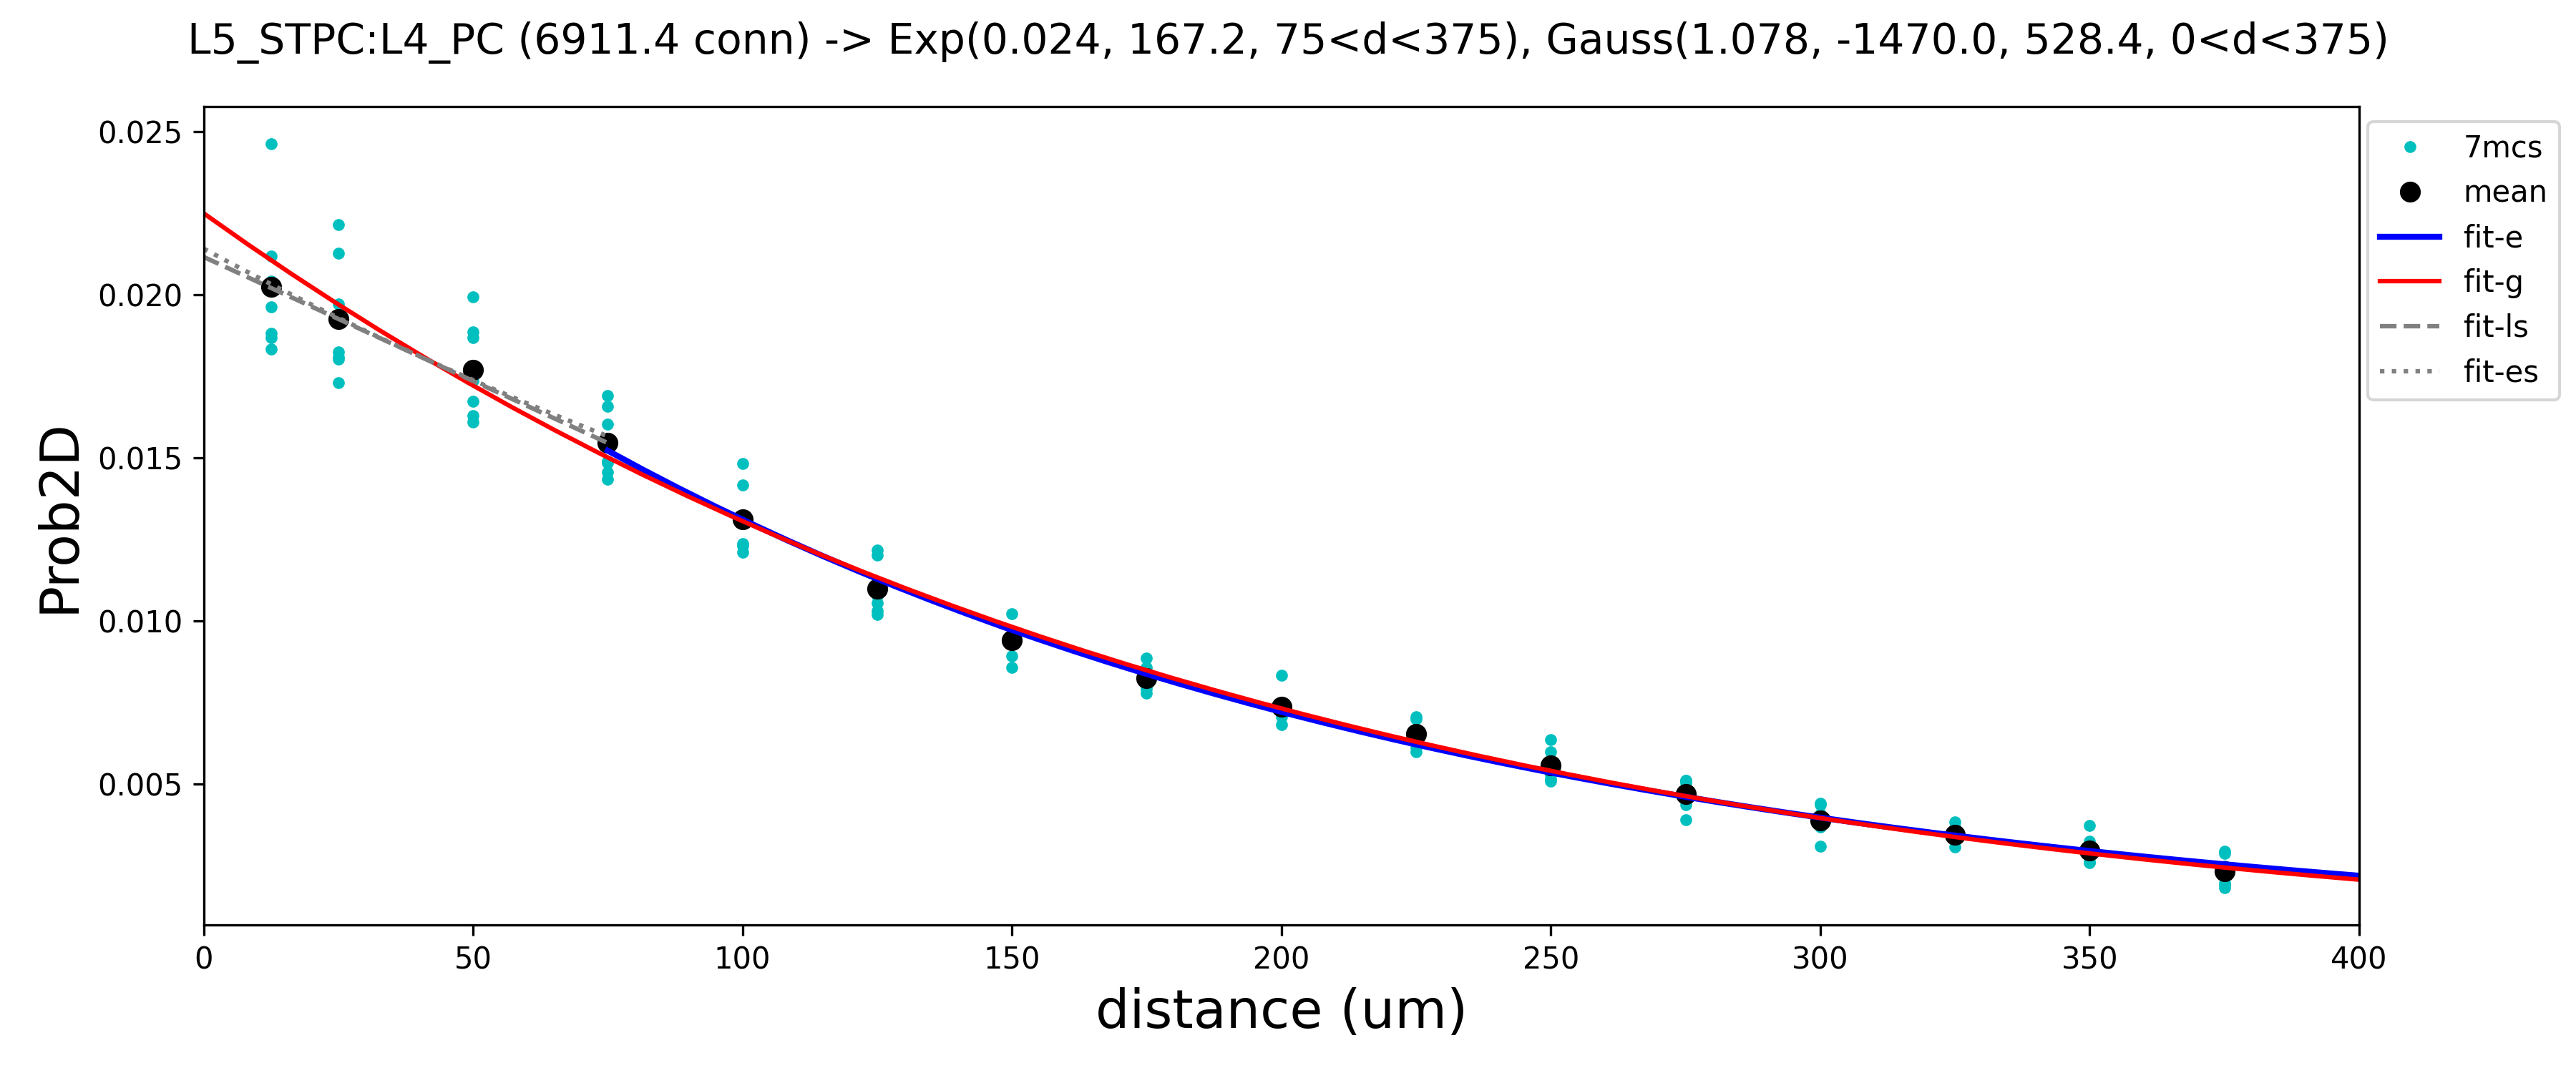 L5_STPC:L4_PC (6911.4 conn) -> Exp(0.024, 167.2, 75<d<375), Gauss(1.078, -1470.0, 528.4, 0<d<375)
0.025
0.020
0.015
0.010
0.005
Prob2D
0 50 100 150 200 250 300 350 400
distance (um)
7mcs
mean
fit-e
fit-g
fit-ls
fit-es